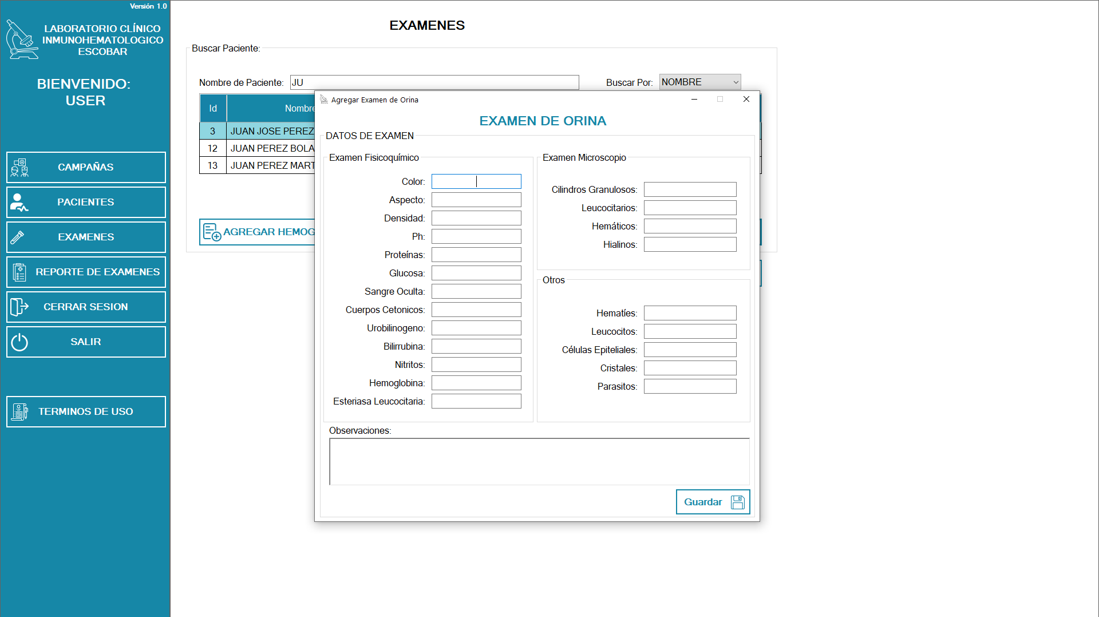 Versión 1.0
LABORATORIO CLÍNICO
INMUNOHEMATOLOGICO
ESCOBAR
BIENVENIDO:
USER
CAMPAÑAS
PACIENTES
EXAMENES
REPORTE DE EXAMENES
CERRAR SESION
SALIR
TERMINOS DE USO
EXAMENES
Buscar Paciente:
Nombre de Paciente: JU
Buscar Por: NOMBRE
Id Nombre
3 JUAN JOSE PEREZ
12 JUAN PEREZ BOLA
13 JUAN PEREZ MART
AGREGAR HEMOG
Agregar Examen de Orina
EXAMEN DE ORINA
DATOS DE EXAMEN
Examen Fisicoquímico
Color:
Aspecto:
Densidad:
Ph:
Proteínas:
Glucosa:
Sangre Oculta:
Cuerpos Cetonicos:
Urobilinogeno:
Bilirrubina:
Nitritos:
Hemoglobina:
Esteriasa Leucocitaria:
Examen Microscopio
Cilindros Granulosos:
Leucocitarios:
Hemáticos:
Hialinos:
Otros
Hematíes:
Leucocitos:
Células Epiteliales:
Cristales:
Parasitos:
Observaciones:
Guardar